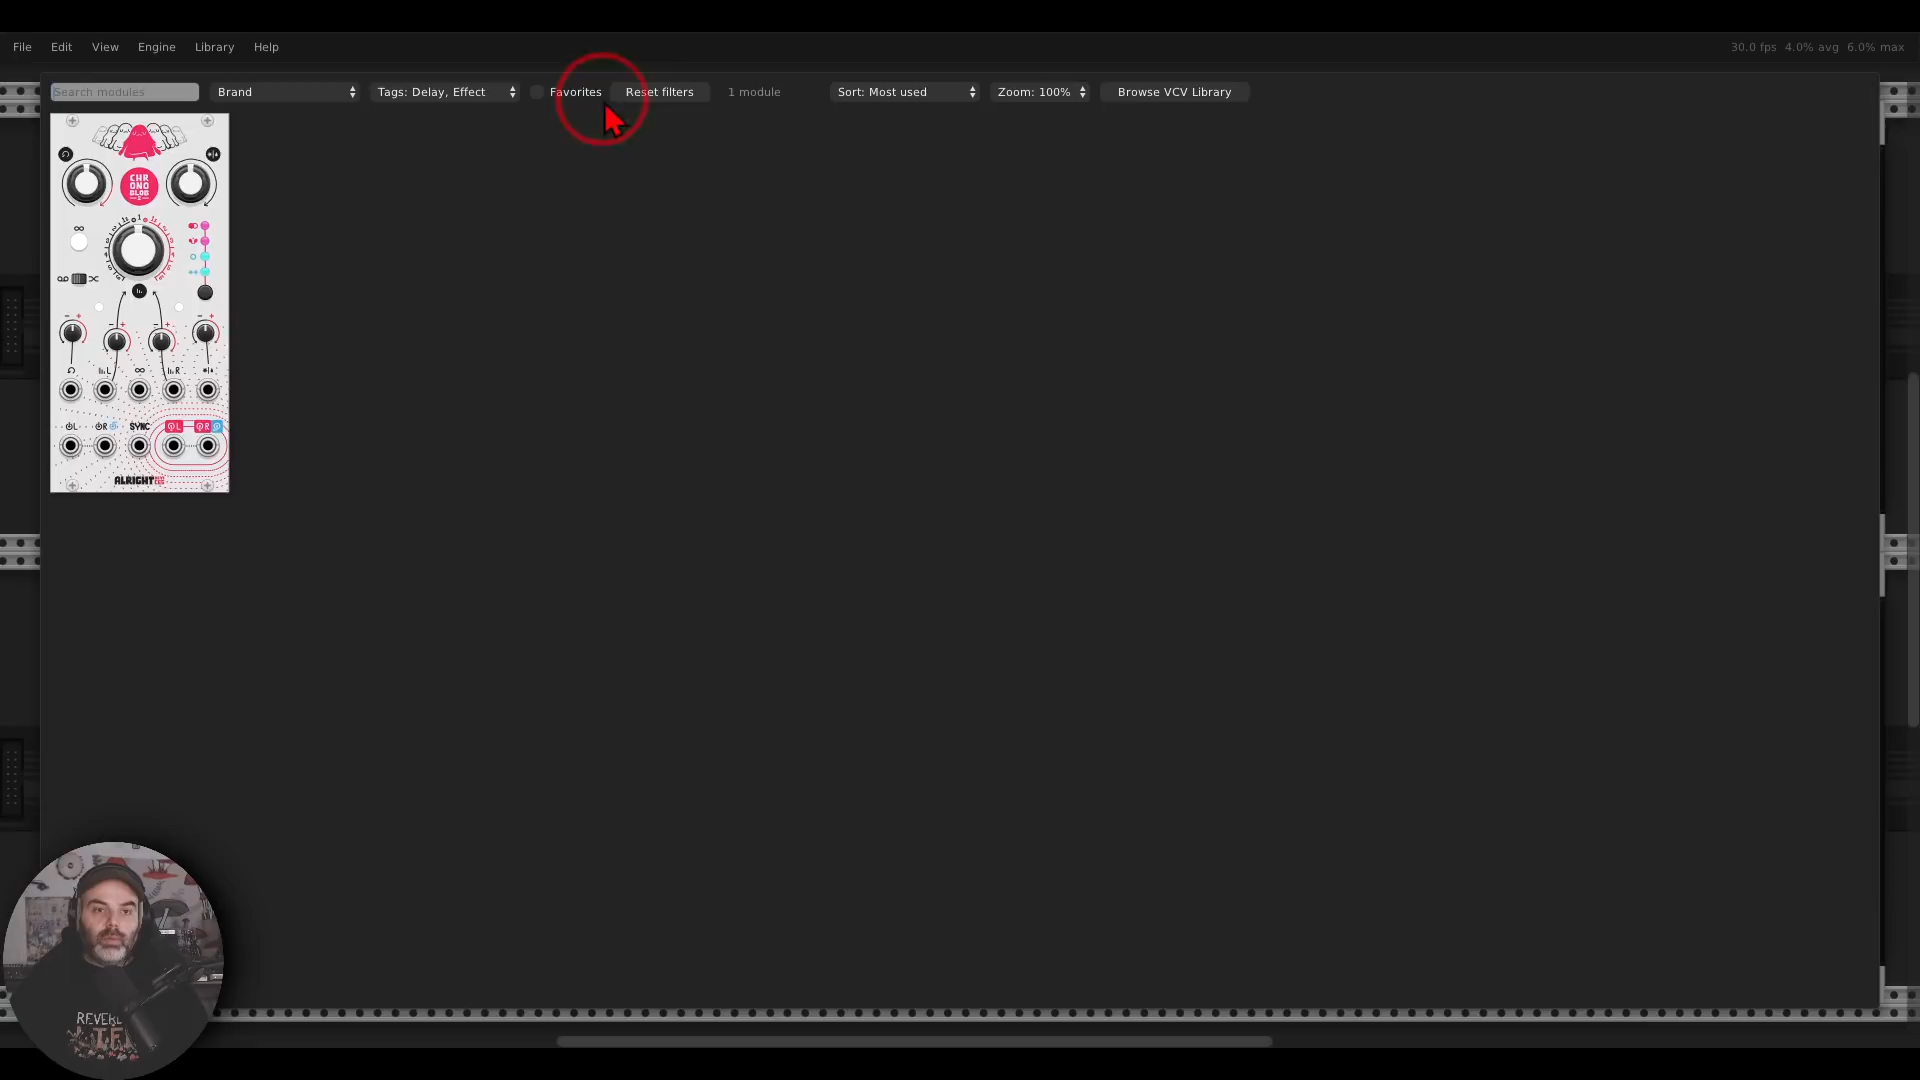 File Edit View Engine Library Help 30.0 fps 4.0% avg 6.0% max
Search modules Brand Tags: Delay, Effect Favorites Reset filters 1 module Sort: Most used Zoom: 100% Browse VCV Library
CHR
ONO
BLOB
2
L R
L R SYNC L R
ALRIGHT